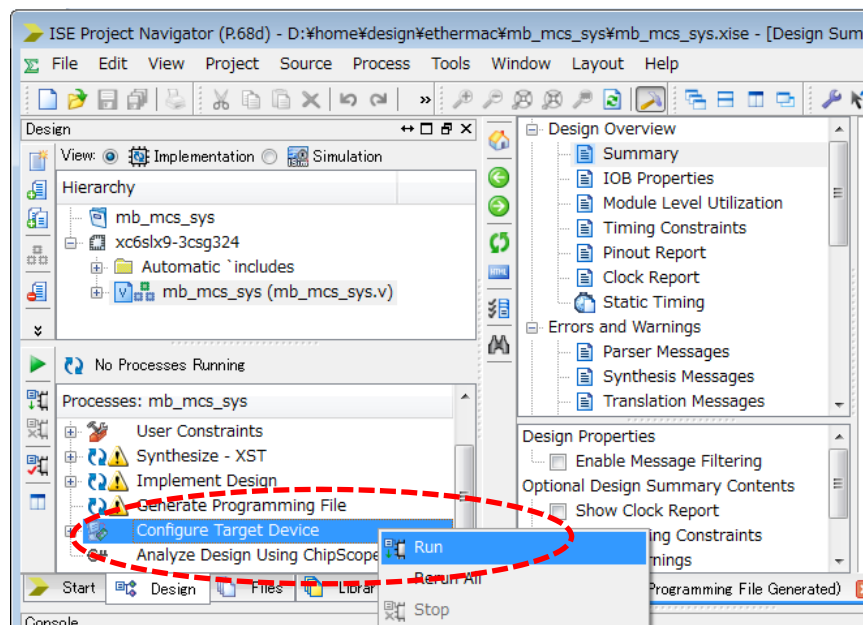 ISE Project Navigator (P.68d) - D:¥home¥design¥ethermac¥mb_mcs_sys¥mb_mcs_sys.xise - [Design Sum
File Edit View Project Source Process Tools Window Layout Help
Design
View: Implementation Simulation
Hierarchy
mb_mcs_sys
xc6slx9-3csg324
Automatic `includes
mb_mcs_sys (mb_mcs_sys.v)
No Processes Running
Processes: mb_mcs_sys
User Constraints
Synthesize - XST
Implement Design
Generate Programming File
Configure Target Device
Analyze Design Using ChipScope
Start Design Files Librar
Console
Design Overview
Summary
IOB Properties
Module Level Utilization
Timing Constraints
Pinout Report
Clock Report
Static Timing
Errors and Warnings
Parser Messages
Synthesis Messages
Translation Messages
Design Properties
Enable Message Filtering
Optional Design Summary Contents
Show Clock Report
ing Constraints
rnings
Programming File Generated)
Run
Rerun All
Stop